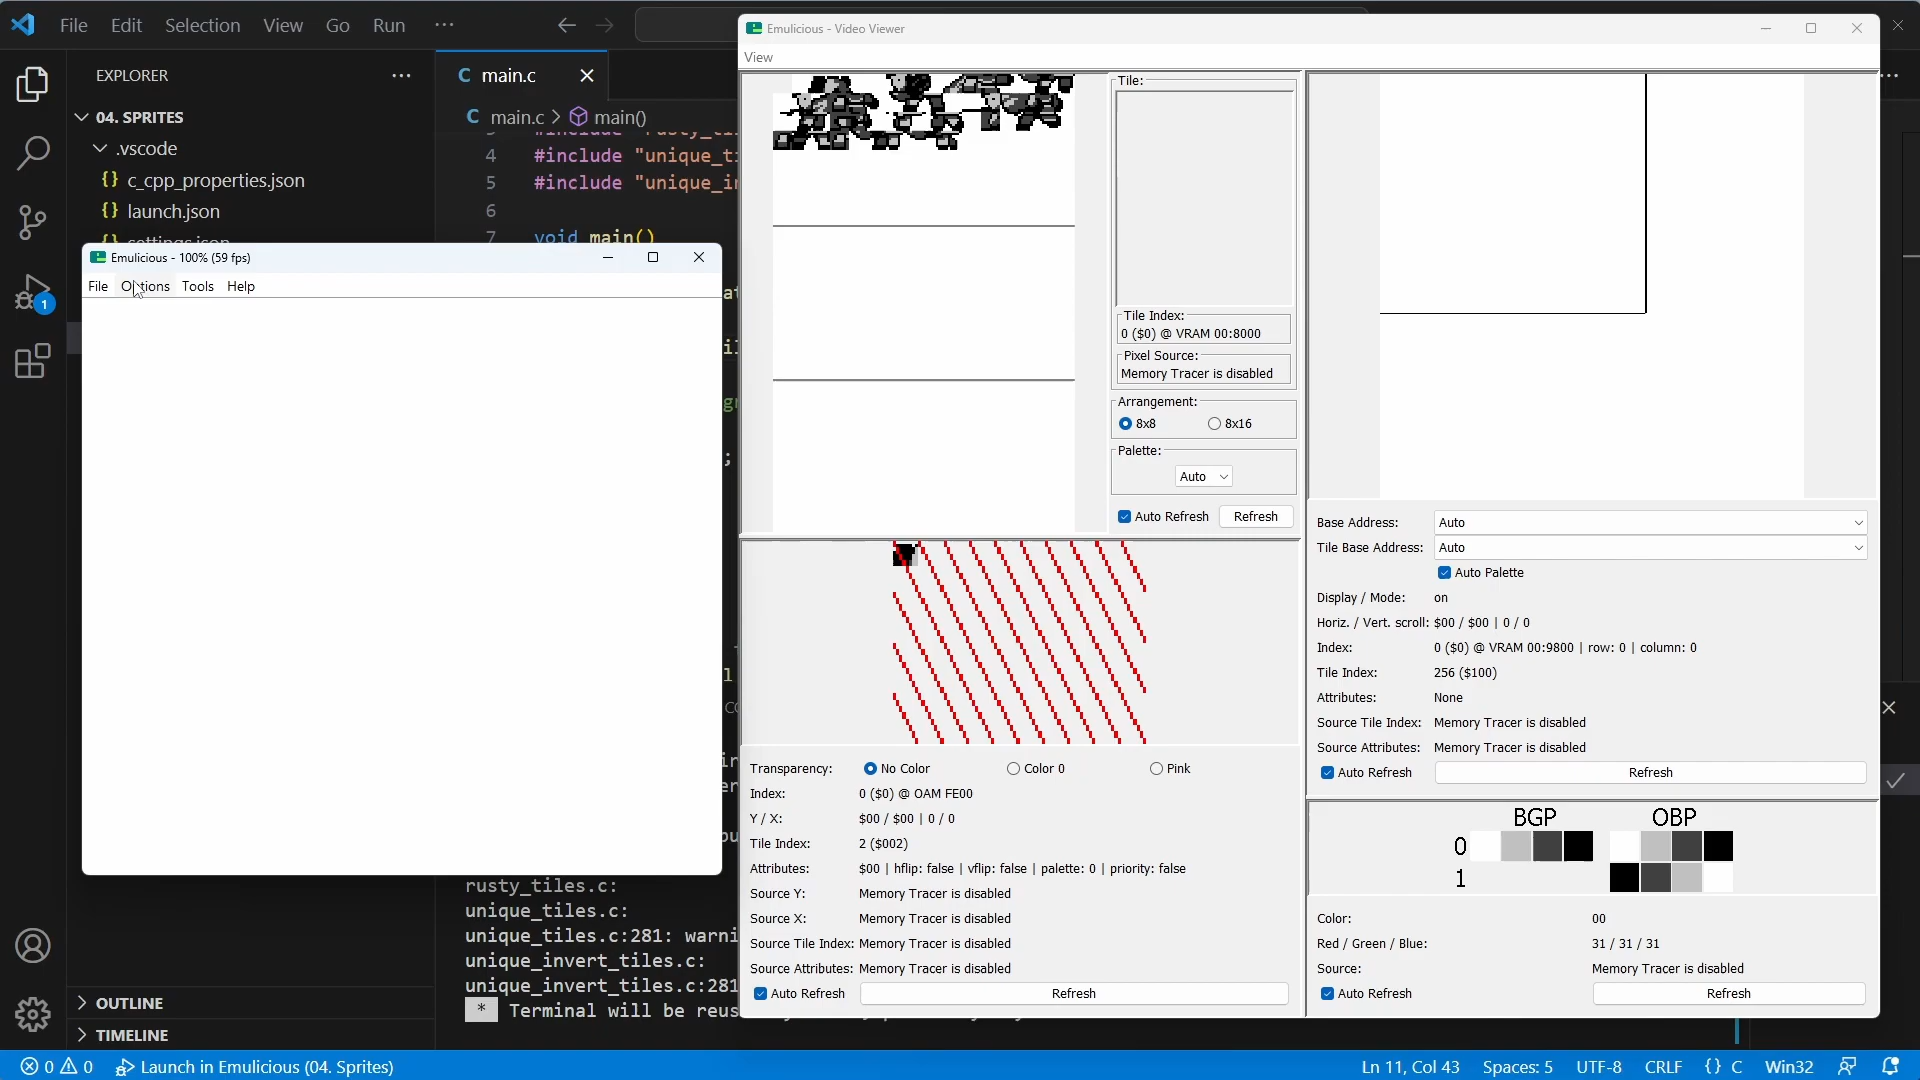 File Edit Selection View Go Run ···
EXPLORER
04. SPRITES
.vscode
{} c_cpp_properties.json
{} launch.json
OUTLINE
TIMELINE
1
C main.c
C main.c > main()
4 #include "unique_t
5 #include "unique_i
6
7 void main()
rusty_tiles.c:
unique_tiles.c:
unique_tiles.c:281: warni
unique_invert_tiles.c:
unique_invert_tiles.c:281
* Terminal will be reus
Emulicious - 100% (59 fps)
File Options Tools Help
Emulicious - Video Viewer
View
Tile:
Tile Index:
0 ($0) @ VRAM 00:8000
Pixel Source:
Memory Tracer is disabled
Arrangement:
8x8 8x16
Palette:
Auto
Auto Refresh Refresh
Transparency: No Color Color 0 Pink
Index: 0 ($0) @ OAM FE00
Y / X: $00 / $00 | 0 / 0
Tile Index: 2 ($002)
Attributes: $00 | hflip: false | vflip: false | palette: 0 | priority: false
Source Y: Memory Tracer is disabled
Source X: Memory Tracer is disabled
Source Tile Index: Memory Tracer is disabled
Source Attributes: Memory Tracer is disabled
Auto Refresh Refresh
Base Address: Auto
Tile Base Address: Auto
Auto Palette
Display / Mode: on
Horiz. / Vert. scroll: $00 / $00 | 0 / 0
Index: 0 ($0) @ VRAM 00:9800 | row: 0 | column: 0
Tile Index: 256 ($100)
Attributes: None
Source Tile Index: Memory Tracer is disabled
Source Attributes: Memory Tracer is disabled
Auto Refresh Refresh
BGP OBP
0
1
Color: 00
Red / Green / Blue: 31 / 31 / 31
Source: Memory Tracer is disabled
Auto Refresh Refresh
0 0 Launch in Emulicious (04. Sprites) Ln 11, Col 43 Spaces: 5 UTF-8 CRLF {} C Win32